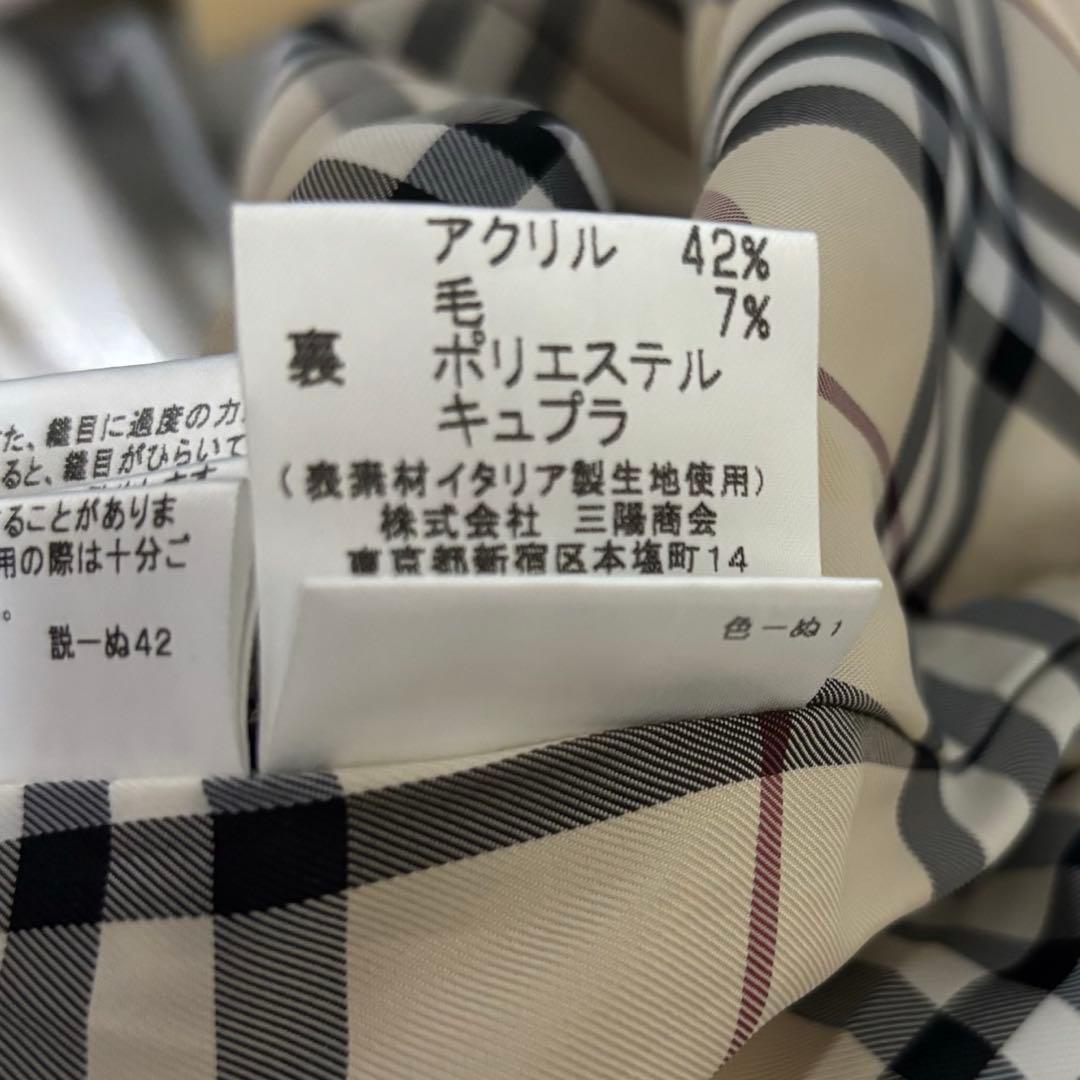 アクリル 42%
毛 7%
裏 ポリエステル
キュプラ
(表素材イタリア製生地使用)
株式会社 三陽商会
東京都新宿区本塩町14
色一ぬ1
た、縫目に過度の力
ると、縫目がひらいて
ることがありま
用の際は十分ご
。
説一ぬ42